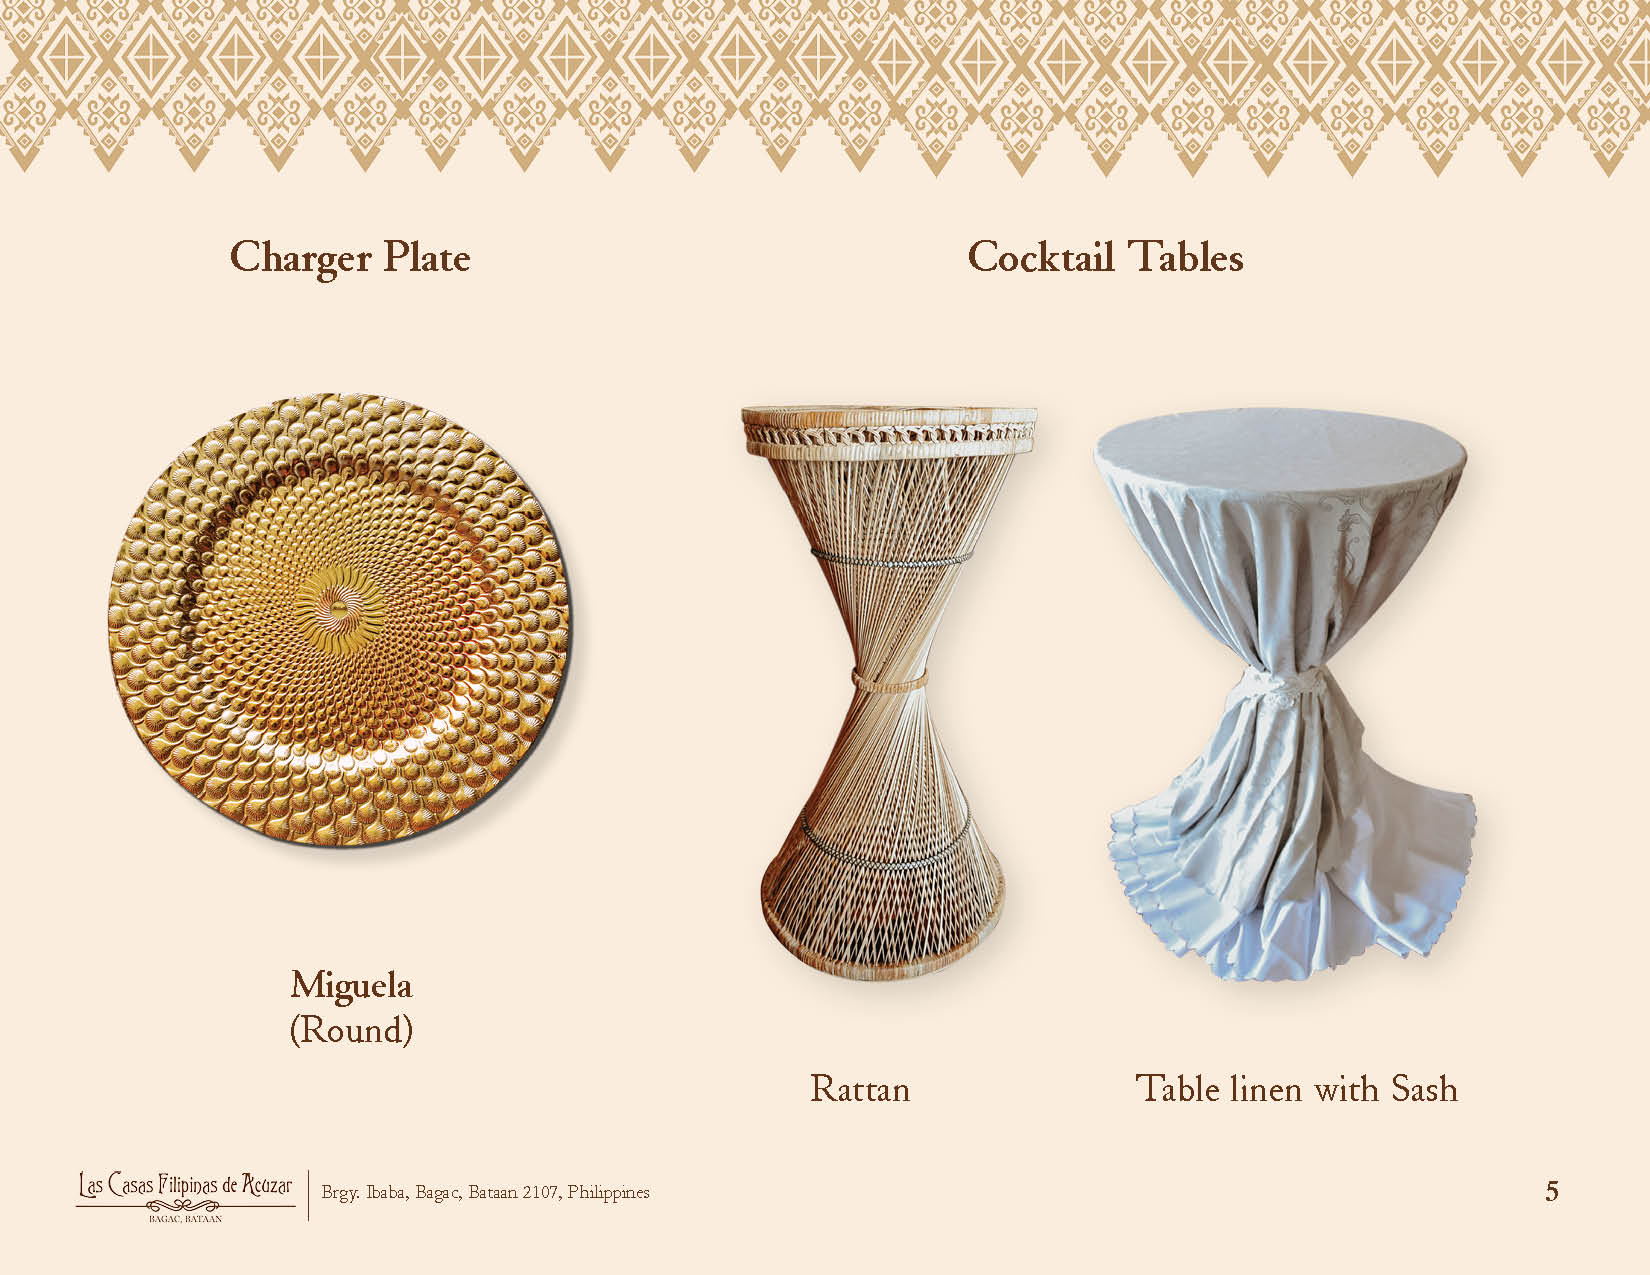 Charger Plate
Cocktail Tables
Miguela
(Round)
Rattan
Table linen with Sash
Las Casas Filipinas de Acuzar
BAGAC, BATAAN
Brgy. Ibaba, Bagac, Bataan 2107, Philippines
5